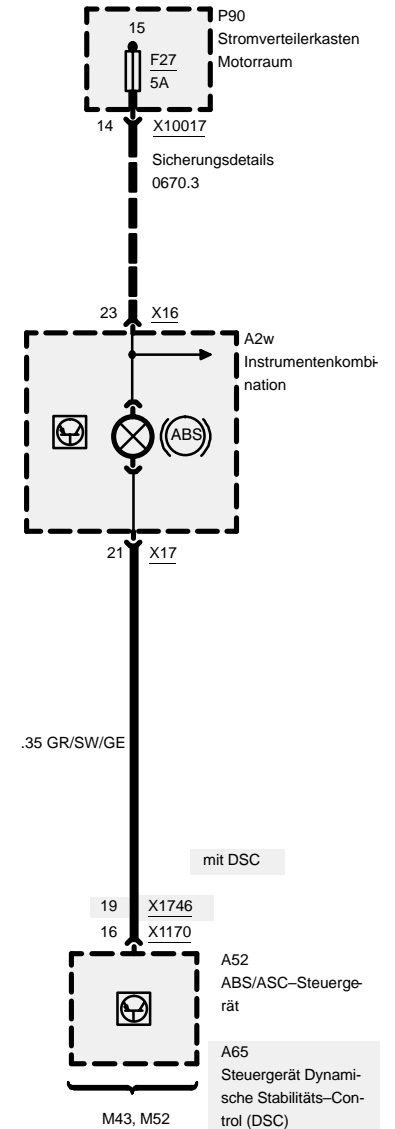 P90
15
Stromverteilerkasten
F27
Motorraum
5A
14 X10017
Sicherungsdetails
0670.3
23 X16
A2w
Instrumentenkombi-
nation
ABS
21 X17
.35 GR/SW/GE
mit DSC
19 X1746
16 X1170
A52
ABS/ASC–Steuerge-
rät
A65
Steuergerät Dynami-
sche Stabilitäts–Con-
trol (DSC)
M43, M52